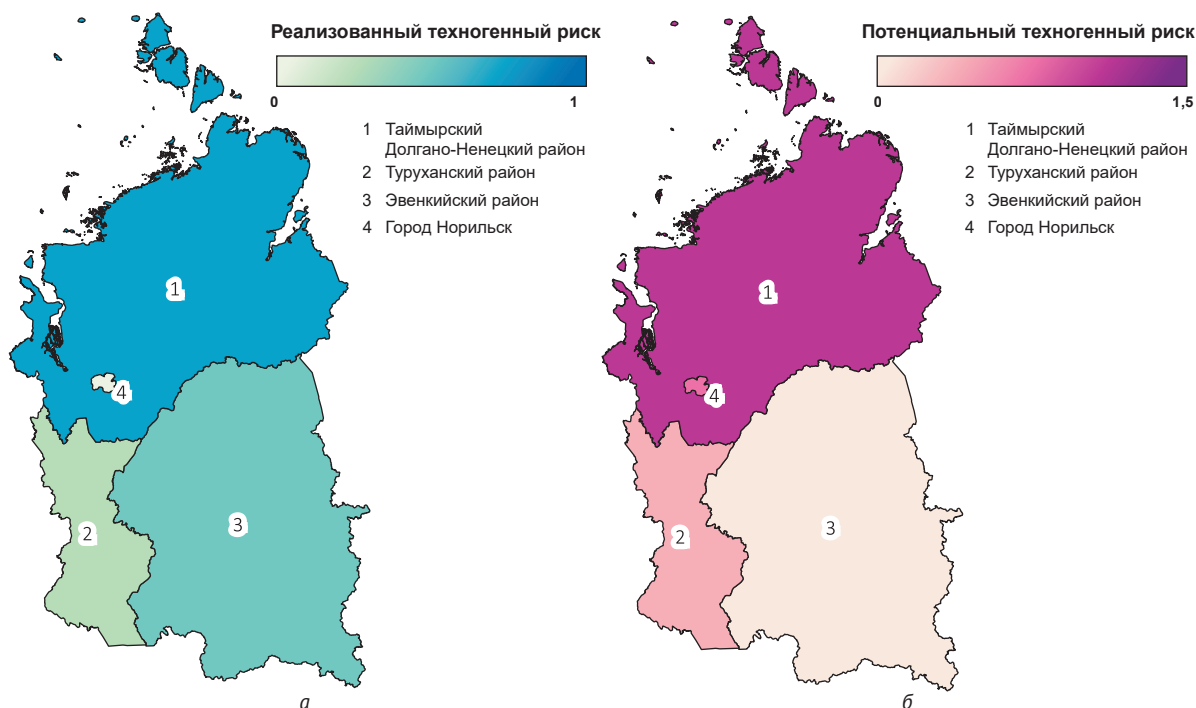 Реализованный техногенный риск
0
1
1 Таймырский
Долгано-Ненецкий район
2 Туруханский район
3 Эвенкийский район
4 Город Норильск
1
4
2
3
а
Потенциальный техногенный риск
0
1,5
1 Таймырский
Долгано-Ненецкий район
2 Туруханский район
3 Эвенкийский район
4 Город Норильск
1
4
2
3
б